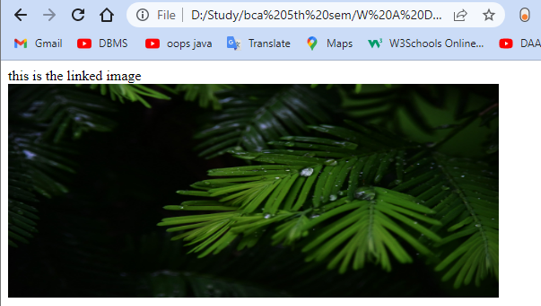 File D:/Study/bca%205th%20sem/W%20A%20D...
Gmail DBMS oops java Translate Maps W3Schools Online... DAA
this is the linked image